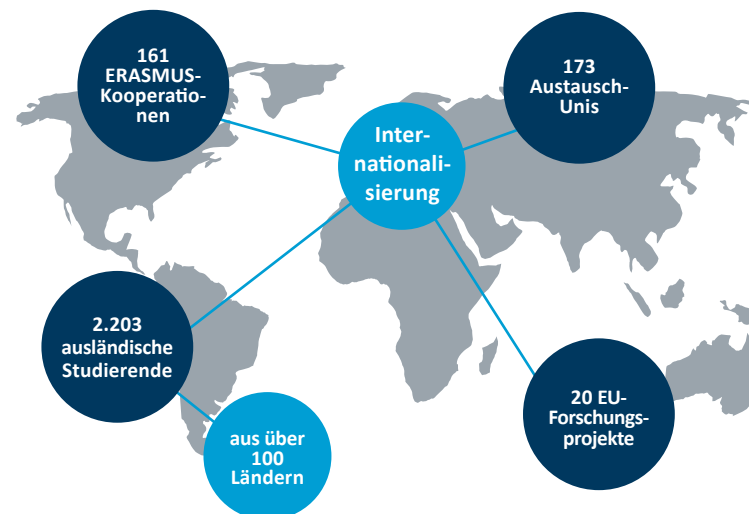 161
ERASMUS-
Kooperatio-
nen
173
Austausch-
Unis
Inter-
nationali-
sierung
2.203
ausländische
Studierende
20 EU-
Forschungs-
projekte
aus über
100
Ländern